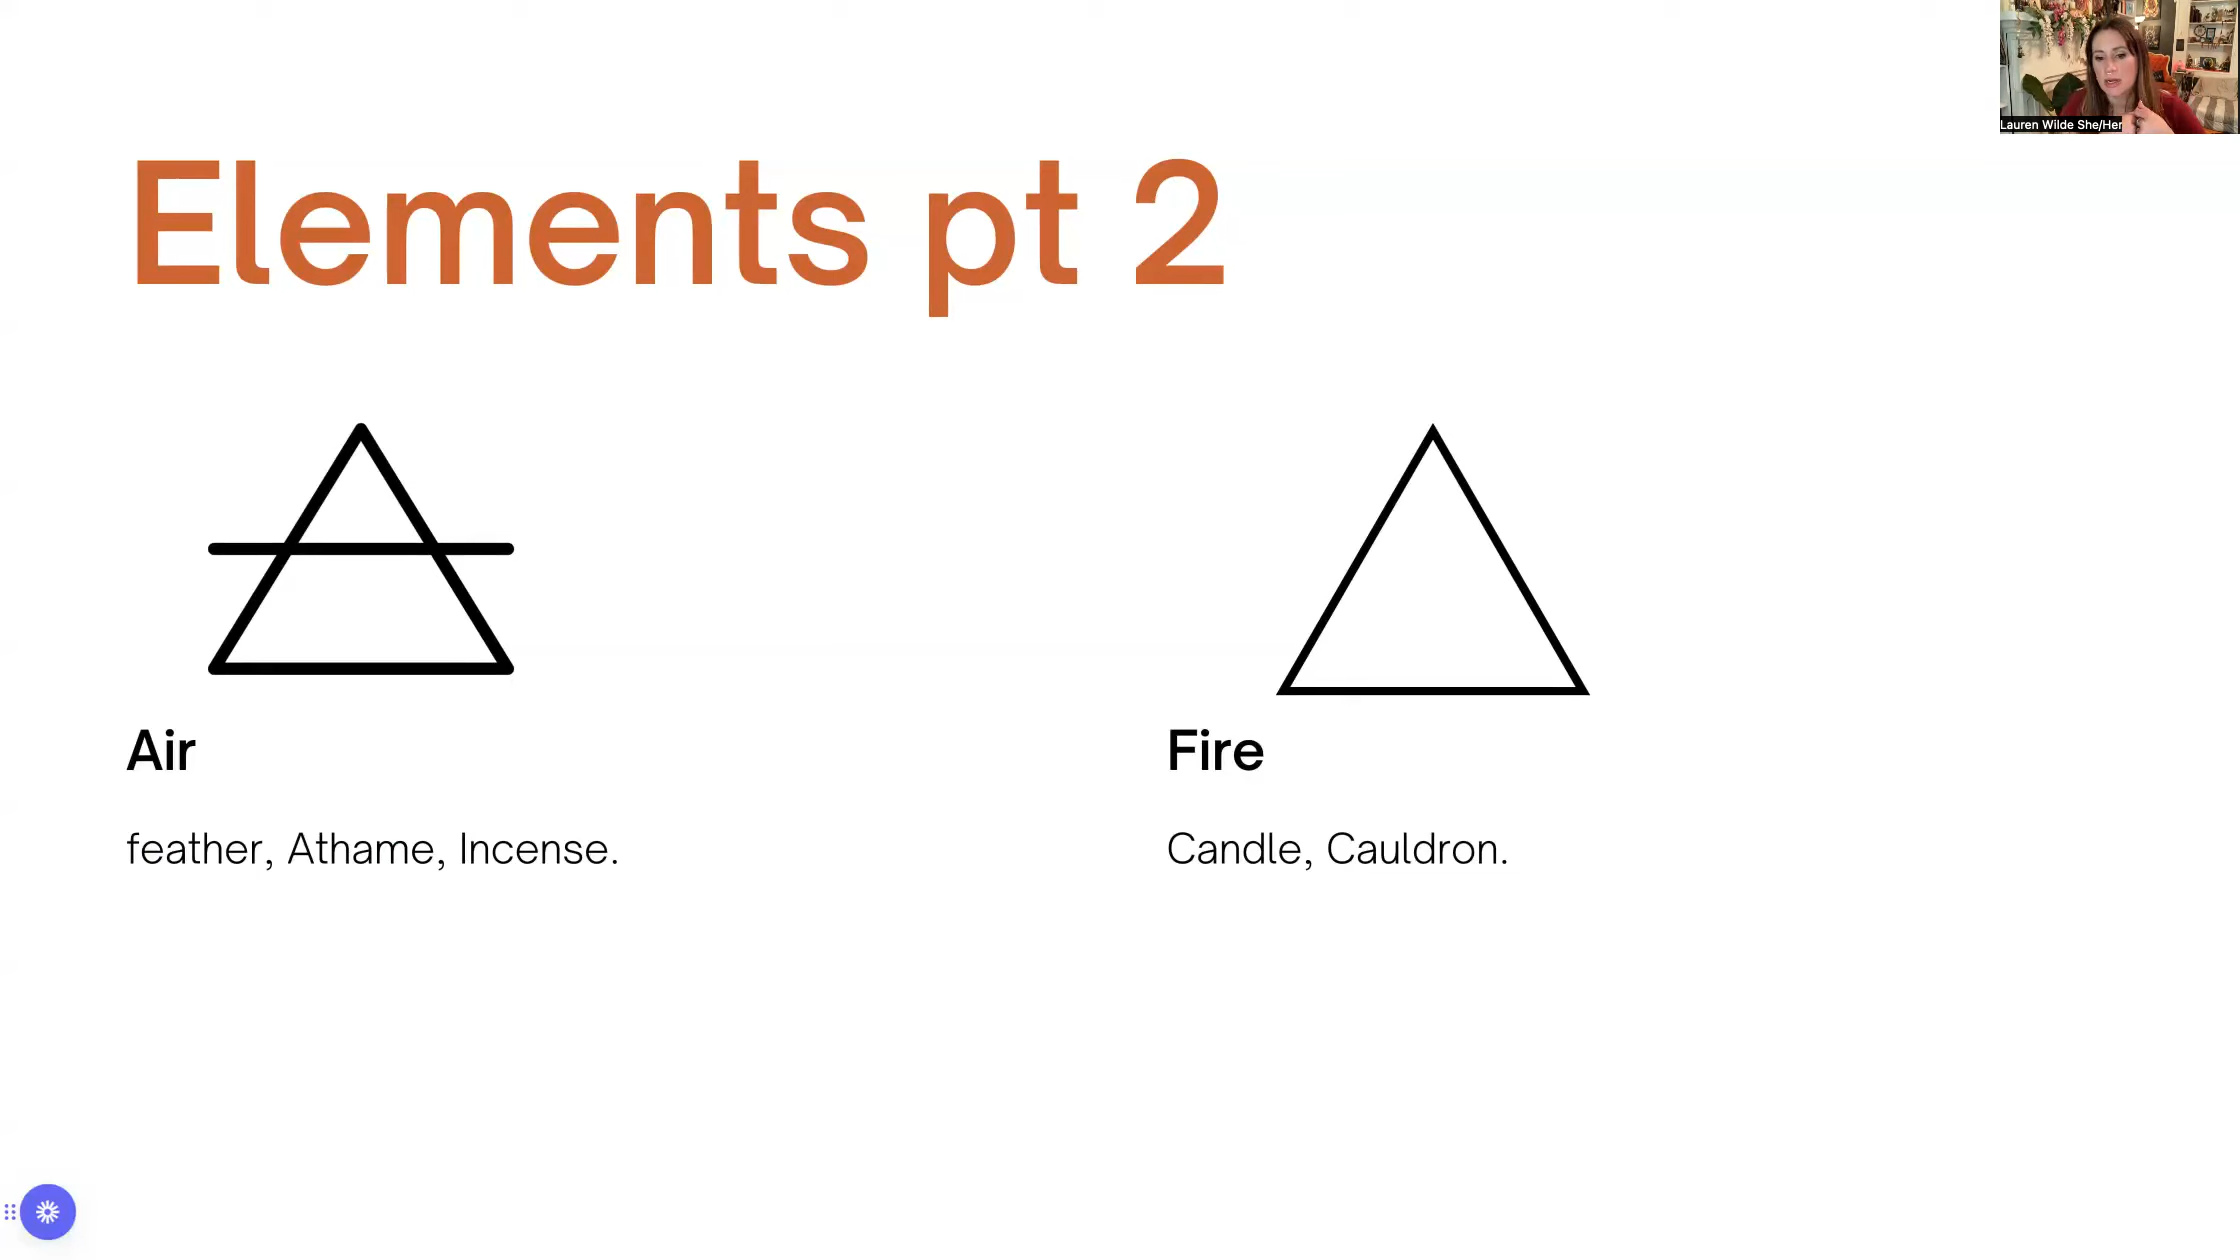 Lauren Wilde She/Her
Elements pt 2
Air
feather, Athame, Incense.
Fire
Candle, Cauldron.